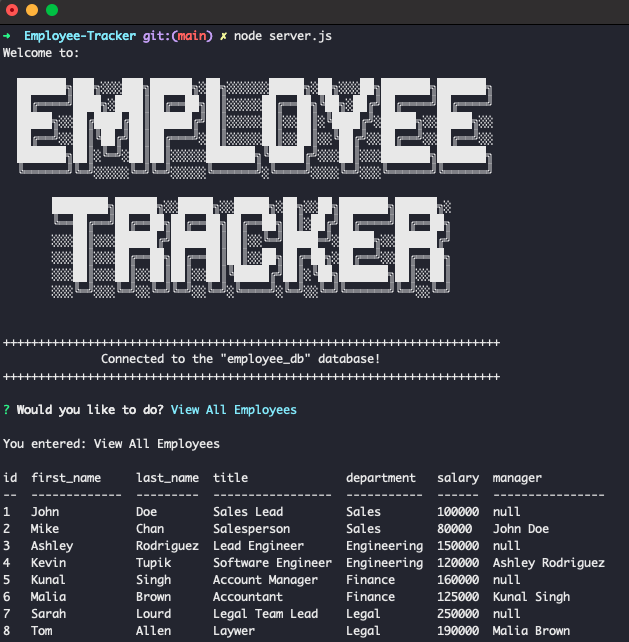 ➜ Employee-Tracker git:(main) ✗ node server.js
Welcome to:
EMPLOYEE
TRACKER
+++++++++++++++++++++++++++++++++++++++++++++++++++++++++++++++++++++++
Connected to the "employee_db" database!
+++++++++++++++++++++++++++++++++++++++++++++++++++++++++++++++++++++++
? Would you like to do? View All Employees
You entered: View All Employees
id first_name last_name title department salary manager
-- ------------- --------- ----------------- ----------- ------ ----------------
1 John Doe Sales Lead Sales 100000 null
2 Mike Chan Salesperson Sales 80000 John Doe
3 Ashley Rodriguez Lead Engineer Engineering 150000 null
4 Kevin Tupik Software Engineer Engineering 120000 Ashley Rodriguez
5 Kunal Singh Account Manager Finance 160000 null
6 Malia Brown Accountant Finance 125000 Kunal Singh
7 Sarah Lourd Legal Team Lead Legal 250000 null
8 Tom Allen Laywer Legal 190000 Malia Brown